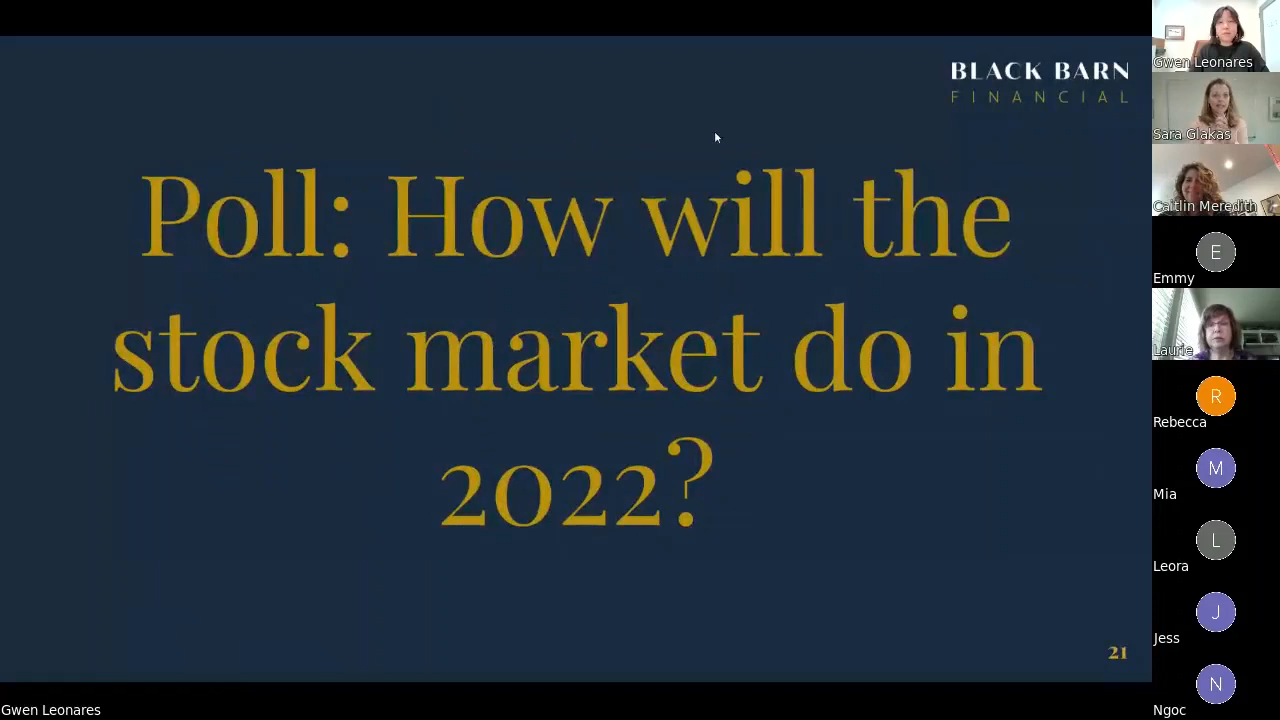 BLACK BARN
FINANCIAL
Poll: How will the
stock market do in
2022?
21
Gwen Leonares
Gwen Leonares
Sara Glakas
Caitlin Meredith
E
Emmy
Laurie
R
Rebecca
M
Mia
L
Leora
J
Jess
N
Ngoc